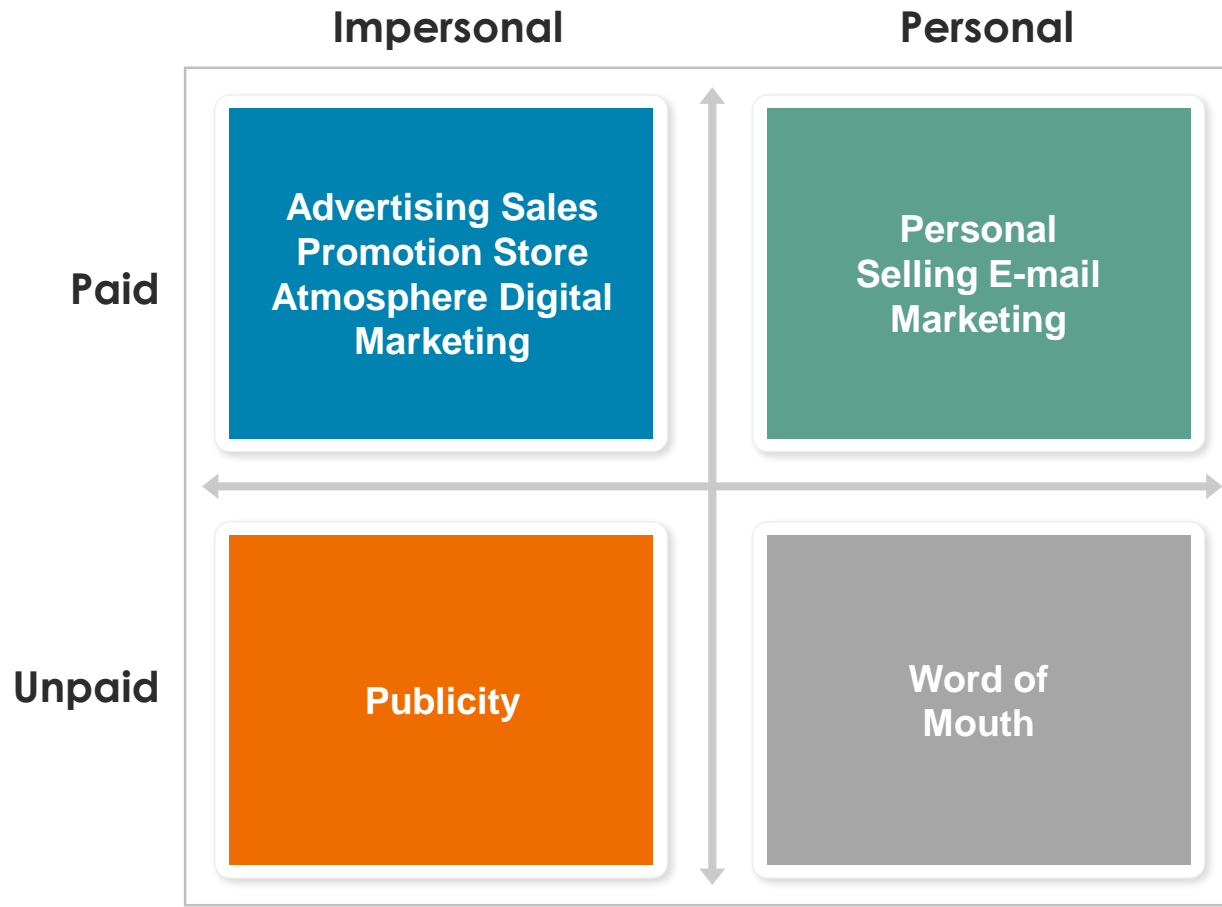 Impersonal
Personal
Paid
Advertising Sales
Promotion Store
Atmosphere Digital
Marketing
Personal
Selling E-mail
Marketing
Unpaid
Publicity
Word of
Mouth